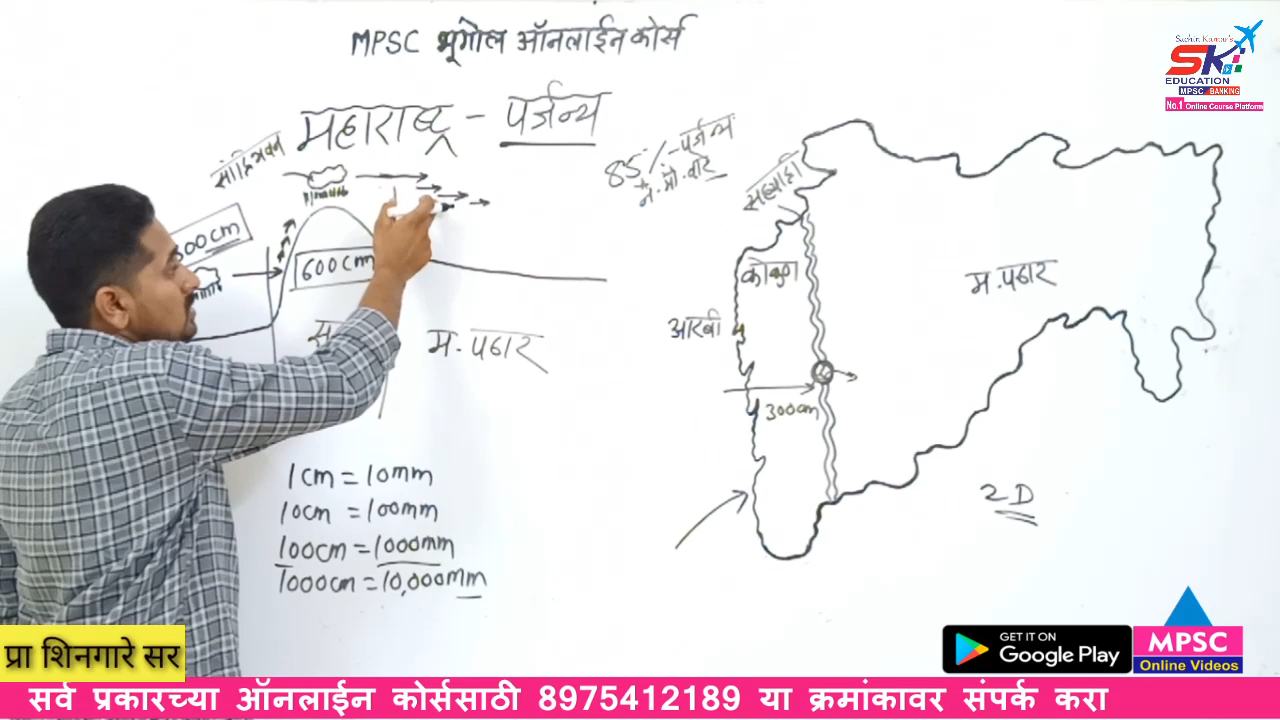 MPSC भूगोल ऑनलाईन कोर्स
महाराष्ट्र - पर्जन्य
85% - पर्जन्य
नै. मो. वारे
सह्याद्री
00cm
600cm
कोकण
म. पठार
आरबी
म. पठार
300cm
1cm = 10mm
10cm = 100mm
100cm = 1000mm
1000cm = 10,000mm
2D
Sachin Kumar's
SK
EDUCATION
MPSC BANKING
No.1 Online Course Platform
प्रा शिनगारे सर
GET IT ON
Google Play
MPSC
Online Videos
सर्व प्रकारच्या ऑनलाईन कोर्ससाठी 8975412189 या क्रमांकावर संपर्क करा